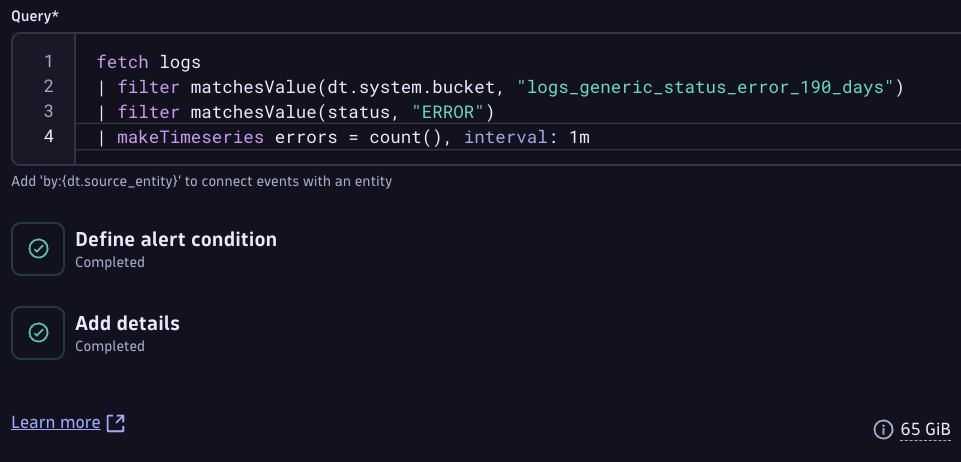 Query*
1 fetch logs
2 | filter matchesValue(dt.system.bucket, "logs_generic_status_error_190_days")
3 | filter matchesValue(status, "ERROR")
4 | makeTimeseries errors = count(), interval: 1m
Add 'by:{dt.source_entity}' to connect events with an entity
Define alert condition
Completed
Add details
Completed
Learn more
65 GiB